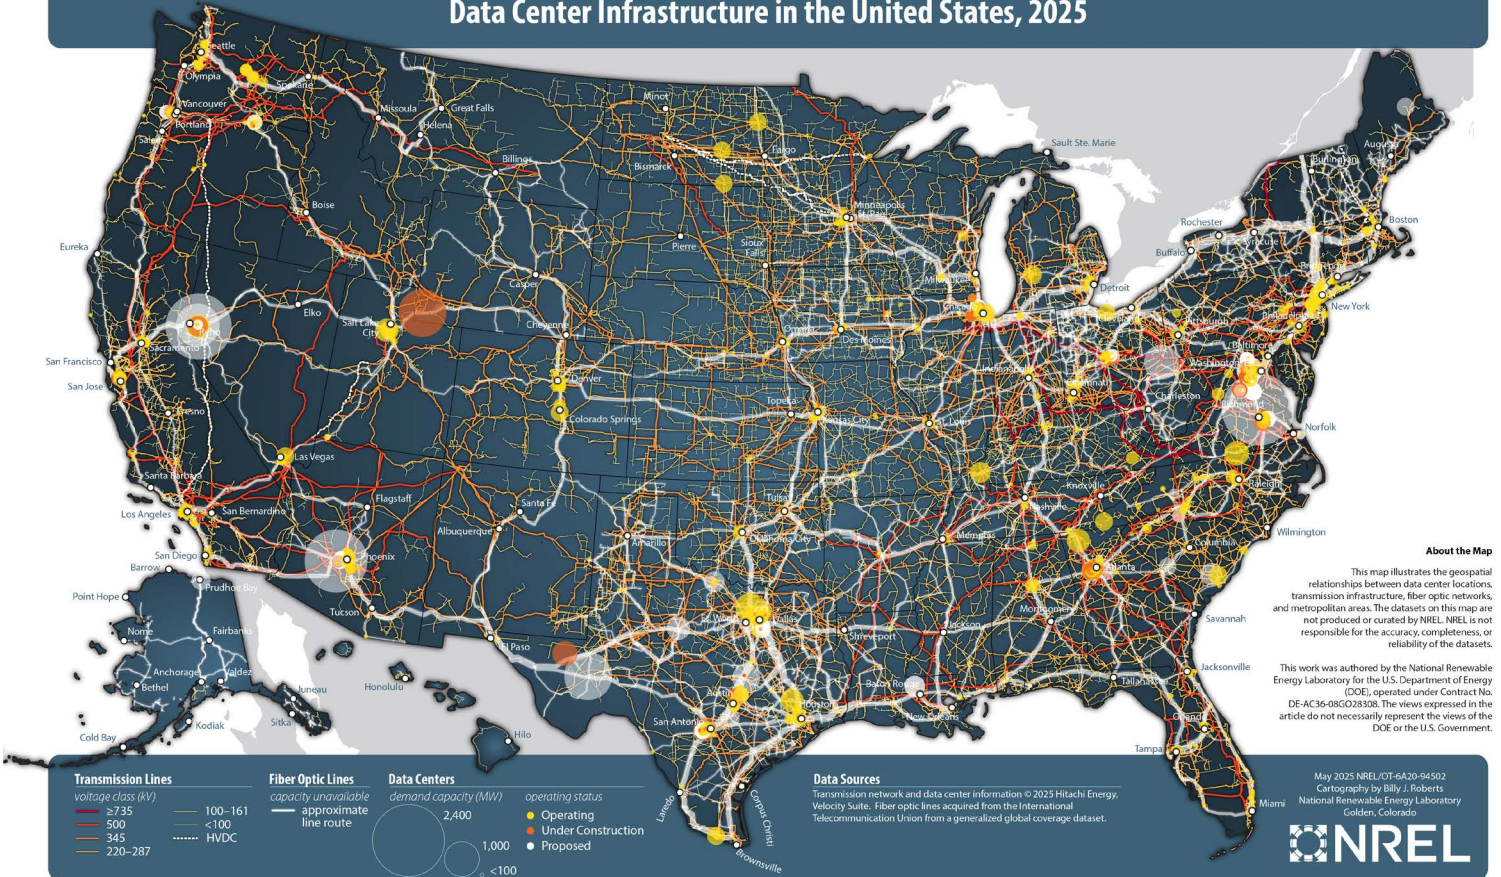 Data Center Infrastructure in the United States, 2025
Seattle
Olympia
Spokane
Vancouver
Portland
Missoula
Great Falls
Helena
Billings
Boise
Minot
Bismarck
Fargo
Pierre
Sioux
Falls
Minneapolis
Sault Ste. Marie
Augusta
Burlington
Boston
Rochester
Syracuse
Buffalo
Detroit
New York
Philadelphia
Pittsburgh
Baltimore
Washington
Richmond
Norfolk
Charleston
Milwaukee
Indianapolis
Cincinnati
Eureka
Elko
Salt Lake
City
Reno
Sacramento
San Francisco
San Jose
Fresno
Casper
Cheyenne
Denver
Colorado Springs
Omaha
Des Moines
Topeka
Kansas City
St. Louis
Las Vegas
Santa Barbara
Los Angeles
San Bernardino
San Diego
Flagstaff
Phoenix
Tucson
Santa Fe
Albuquerque
El Paso
Amarillo
Tulsa
Oklahoma City
Memphis
Nashville
Knoxville
Raleigh
Wilmington
Columbia
Atlanta
Savannah
Montgomery
Jackson
Shreveport
Ft. Worth
Dallas
Austin
Houston
San Antonio
Baton Rouge
New Orleans
Tallahassee
Jacksonville
Orlando
Tampa
Miami
Laredo
Corpus Christi
Brownsville
Barrow
Prudhoe Bay
Point Hope
Nome
Fairbanks
Anchorage
Valdez
Bethel
Juneau
Sitka
Kodiak
Cold Bay
Honolulu
Hilo
About the Map
This map illustrates the geospatial
relationships between data center locations,
transmission infrastructure, fiber optic networks,
and metropolitan areas. The datasets on this map are
not produced or curated by NREL. NREL is not
responsible for the accuracy, completeness, or
reliability of the datasets.
This work was authored by the National Renewable
Energy Laboratory for the U.S. Department of Energy
(DOE), operated under Contract No.
DE-AC36-08GO28308. The views expressed in the
article do not necessarily represent the views of the
DOE or the U.S. Government.
Transmission Lines
voltage class (kV)
≥735
500
345
220–287
100–161
<100
HVDC
Fiber Optic Lines
capacity unavailable
approximate
line route
Data Centers
demand capacity (MW)
2,400
1,000
<100
operating status
Operating
Under Construction
Proposed
Data Sources
Transmission network and data center information © 2025 Hitachi Energy,
Velocity Suite. Fiber optic lines acquired from the International
Telecommunication Union from a generalized global coverage dataset.
May 2025 NREL/OT-6A20-94502
Cartography by Billy J. Roberts
National Renewable Energy Laboratory
Golden, Colorado
NREL